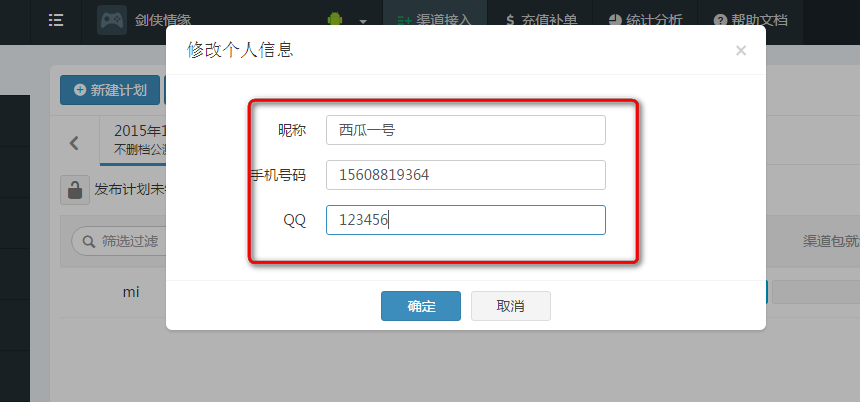 剑侠情缘 渠道接入 $ 充值补单 统计分析 帮助文档
修改个人信息 ×
新建计划
昵称 西瓜一号
2015年1
不删档公测
手机号码 15608819364
发布计划未
QQ 123456
筛选过滤 渠道包就
mi
确定 取消